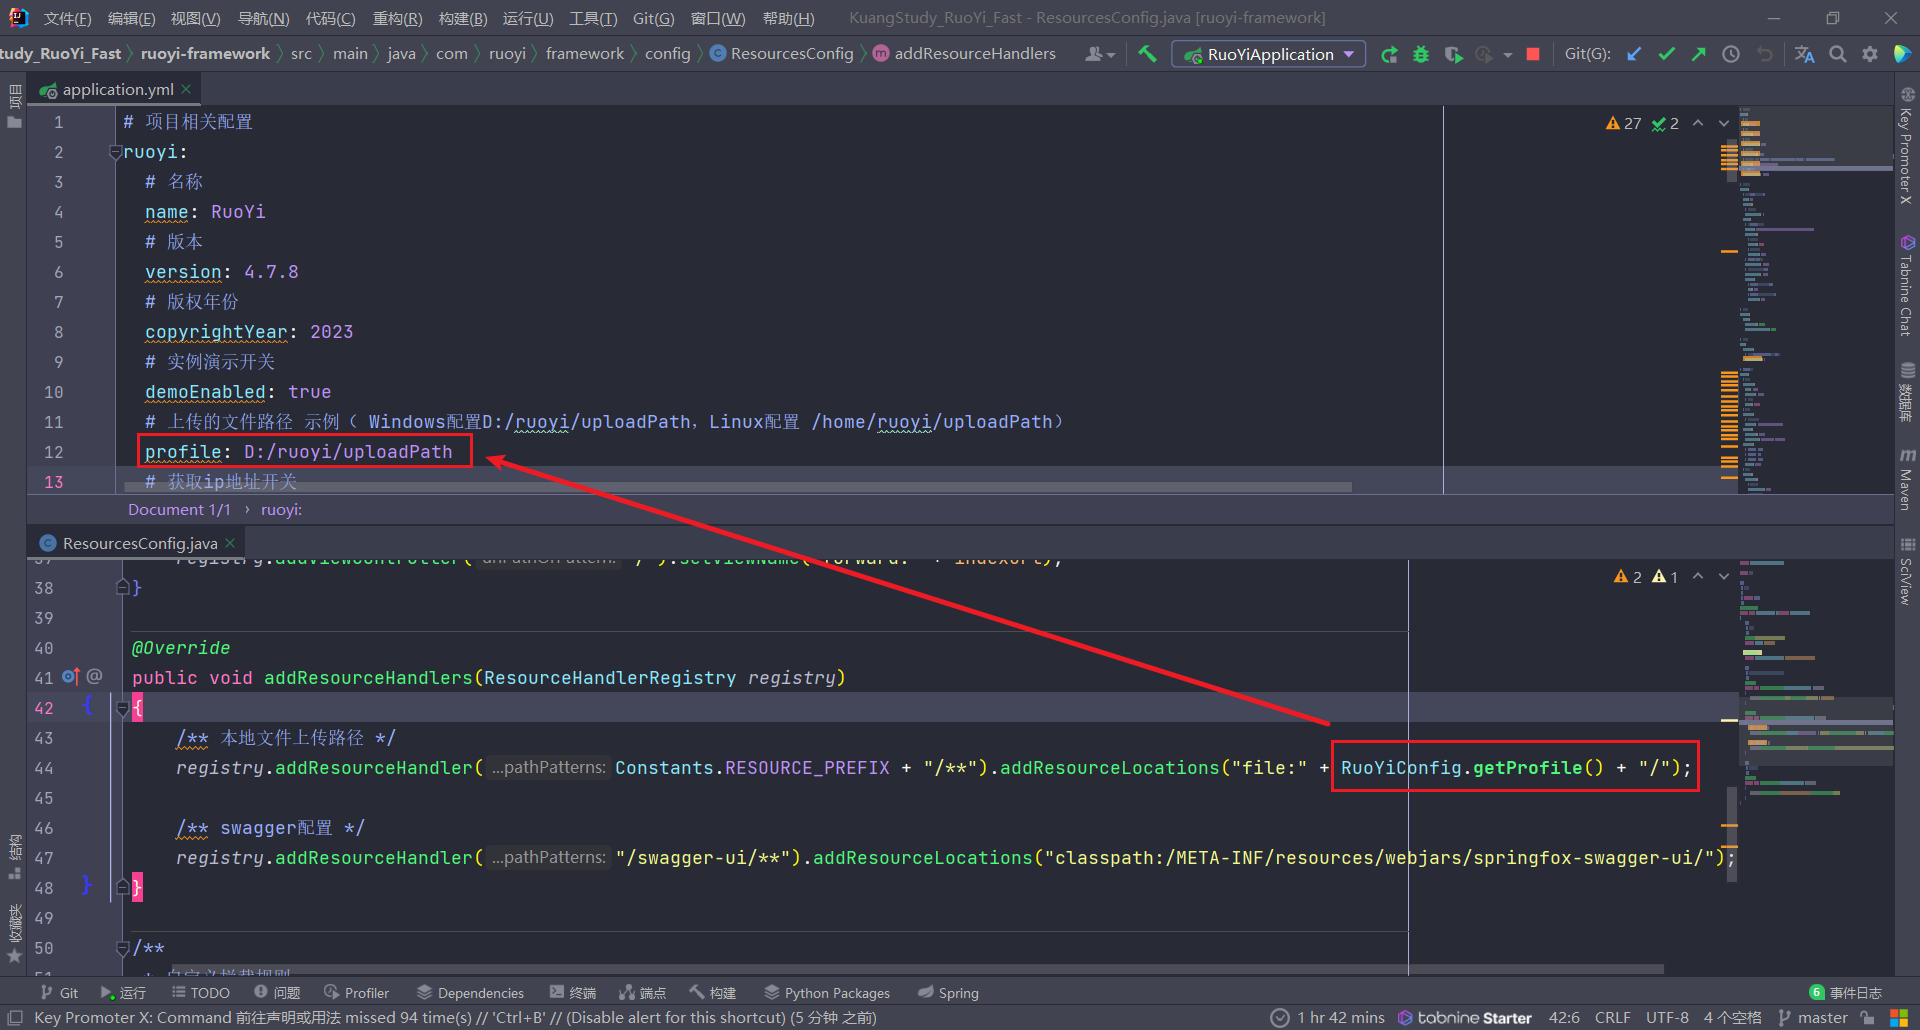 文件(F) 编辑(E) 视图(V) 导航(N) 代码(C) 重构(R) 构建(B) 运行(U) 工具(T) Git(G) 窗口(W) 帮助(H) KuangStudy_RuoYi_Fast - ResourcesConfig.java [ruoyi-framework]
tudy_RuoYi_Fast ruoyi-framework src main java com ruoyi framework config ResourcesConfig addResourceHandlers RuoYiApplication Git(G):
项目
application.yml
27 2
1 # 项目相关配置
2 ruoyi:
3 # 名称
4 name: RuoYi
5 # 版本
6 version: 4.7.8
7 # 版权年份
8 copyrightYear: 2023
9 # 实例演示开关
10 demoEnabled: true
11 # 上传的文件路径 示例（ Windows配置D:/ruoyi/uploadPath，Linux配置 /home/ruoyi/uploadPath）
12 profile: D:/ruoyi/uploadPath
13 # 获取ip地址开关
Document 1/1 › ruoyi:
ResourcesConfig.java
2 1
38 }
39
40 @Override
41 public void addResourceHandlers(ResourceHandlerRegistry registry)
42 {
43 /** 本地文件上传路径 */
44 registry.addResourceHandler( ...pathPatterns: Constants.RESOURCE_PREFIX + "/**").addResourceLocations("file:" + RuoYiConfig.getProfile() + "/");
45
46 /** swagger配置 */
47 registry.addResourceHandler( ...pathPatterns: "/swagger-ui/**").addResourceLocations("classpath:/META-INF/resources/webjars/springfox-swagger-ui/");
48 }
49
50 /**
结构
收藏夹
Key Promoter X
Tabnine Chat
数据库
Maven
SciView
Git 运行 TODO 问题 Profiler Dependencies 终端 端点 构建 Python Packages Spring 6 事件日志
Key Promoter X: Command 前往声明或用法 missed 94 time(s) // 'Ctrl+B' // (Disable alert for this shortcut) (5 分钟 之前) 1 hr 42 mins tabnine Starter 42:6 CRLF UTF-8 4 个空格 master